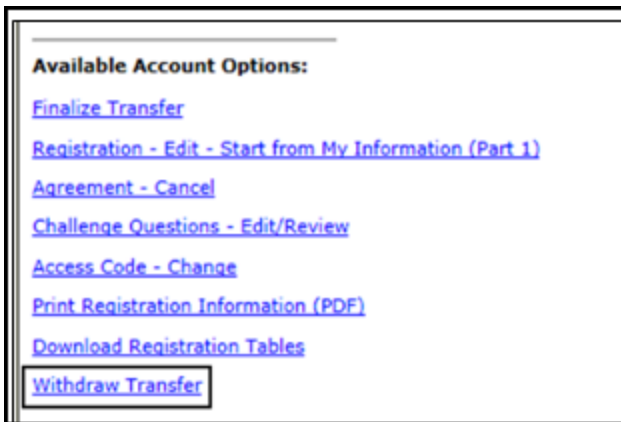 Available Account Options:
Finalize Transfer
Registration - Edit - Start from My Information (Part 1)
Agreement - Cancel
Challenge Questions - Edit/Review
Access Code - Change
Print Registration Information (PDF)
Download Registration Tables
Withdraw Transfer